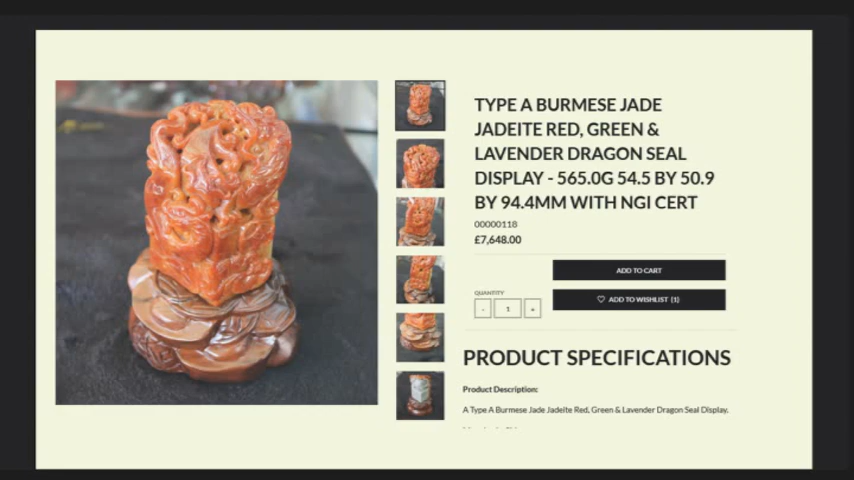 TYPE A BURMESE JADE
JADEITE RED, GREEN &
LAVENDER DRAGON SEAL
DISPLAY - 565.0G 54.5 BY 50.9
BY 94.4MM WITH NGI CERT
00000118
£7,648.00
ADD TO CART
QUANTITY
- 1 +
ADD TO WISHLIST (1)
PRODUCT SPECIFICATIONS
Product Description:
A Type A Burmese Jade Jadeite Red, Green & Lavender Dragon Seal Display.